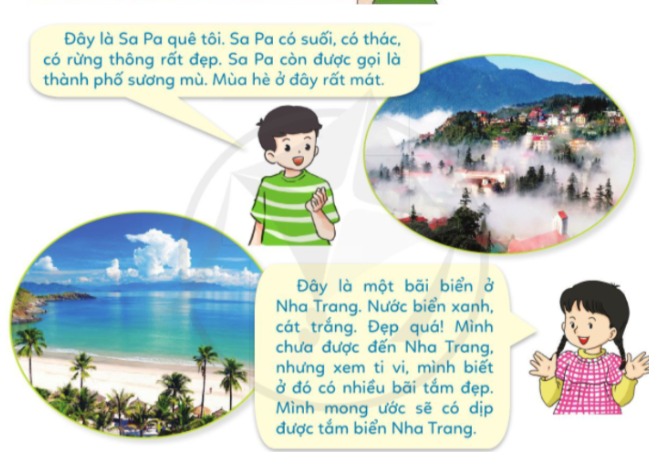 Đây là Sa Pa quê tôi. Sa Pa có suối, có thác,
có rừng thông rất đẹp. Sa Pa còn được gọi là
thành phố sương mù. Mùa hè ở đây rất mát.
Đây là một bãi biển ở
Nha Trang. Nước biển xanh,
cát trắng. Đẹp quá! Mình
chưa được đến Nha Trang,
nhưng xem ti vi, mình biết
ở đó có nhiều bãi tắm đẹp.
Mình mong ước sẽ có dịp
được tắm biển Nha Trang.